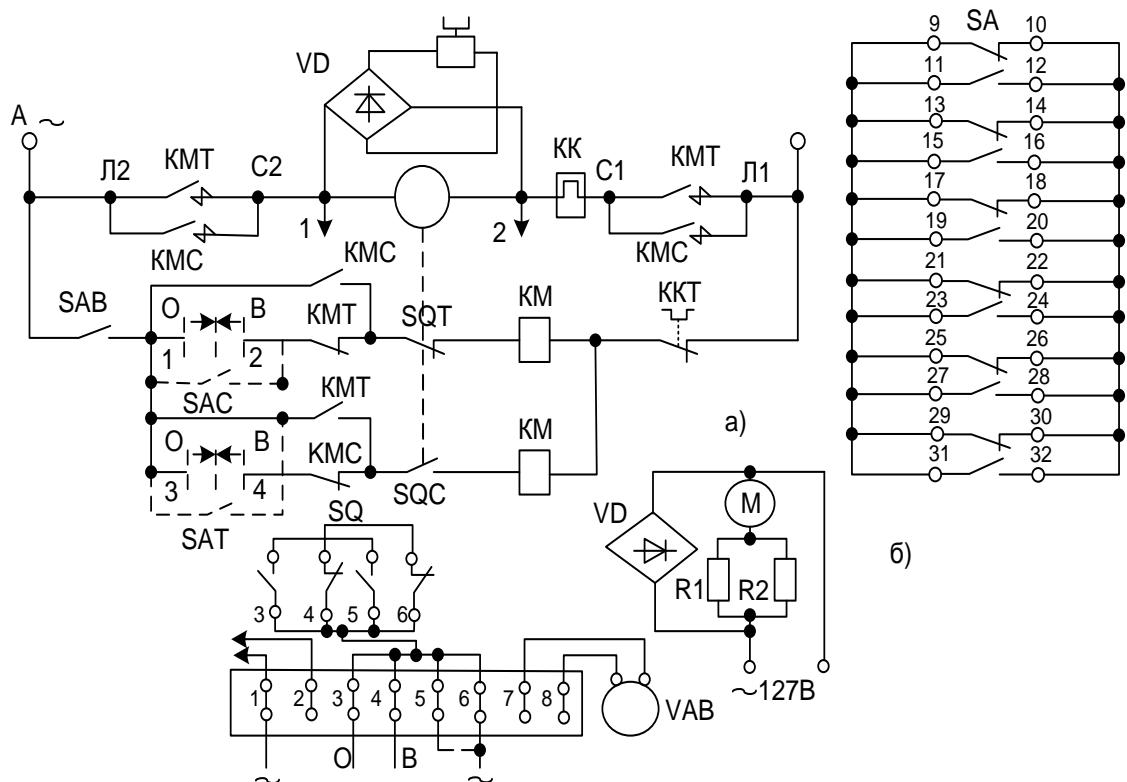 VD
A ~
Л2
КМТ
C2
КК
C1
КМТ
Л1
1
2
КМС
КМС
КМС
SAB
O
B
КМТ
SQT
КМ
ККТ
1
2
SAC
КМТ
а)
O
B
КМС
КМ
3
4
SQC
SAT
SQ
3
4
5
6
1
2
3
4
5
6
7
8
VAB
O
B
~
~
VD
M
R1
R2
~127В
9
SA
10
11
12
13
14
15
16
17
18
19
20
21
22
23
24
25
26
27
28
29
30
31
32
б)